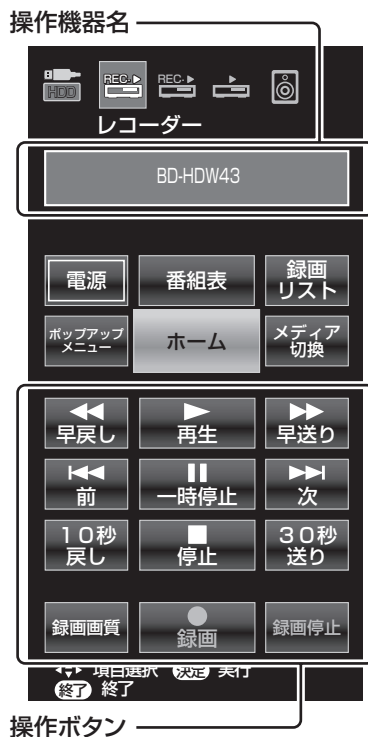 操作機器名
HDD REC. REC.
レコーダー
BD-HDW43
電源 番組表 録画
リスト
ポップアップ
メニュー ホーム メディア
切換
早戻し 再生 早送り
前 一時停止 次
10秒
戻し 停止 30秒
送り
録画画質 録画 録画停止
項目選択 決定 実行
終了 終了
操作ボタン